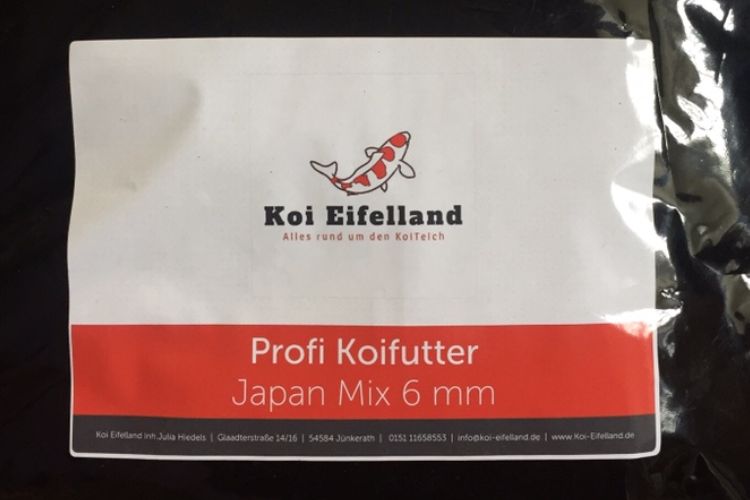 Koi Eifelland
Alles rund um den KoiTeich
Profi Koifutter
Japan Mix 6 mm
Koi Eifelland Inh.Julia Hiedels | Glaadterstraße 14/16 | 54584 Jünkerath | 0151 11658553 | info@koi-eifelland.de | www.Koi-Eifelland.de